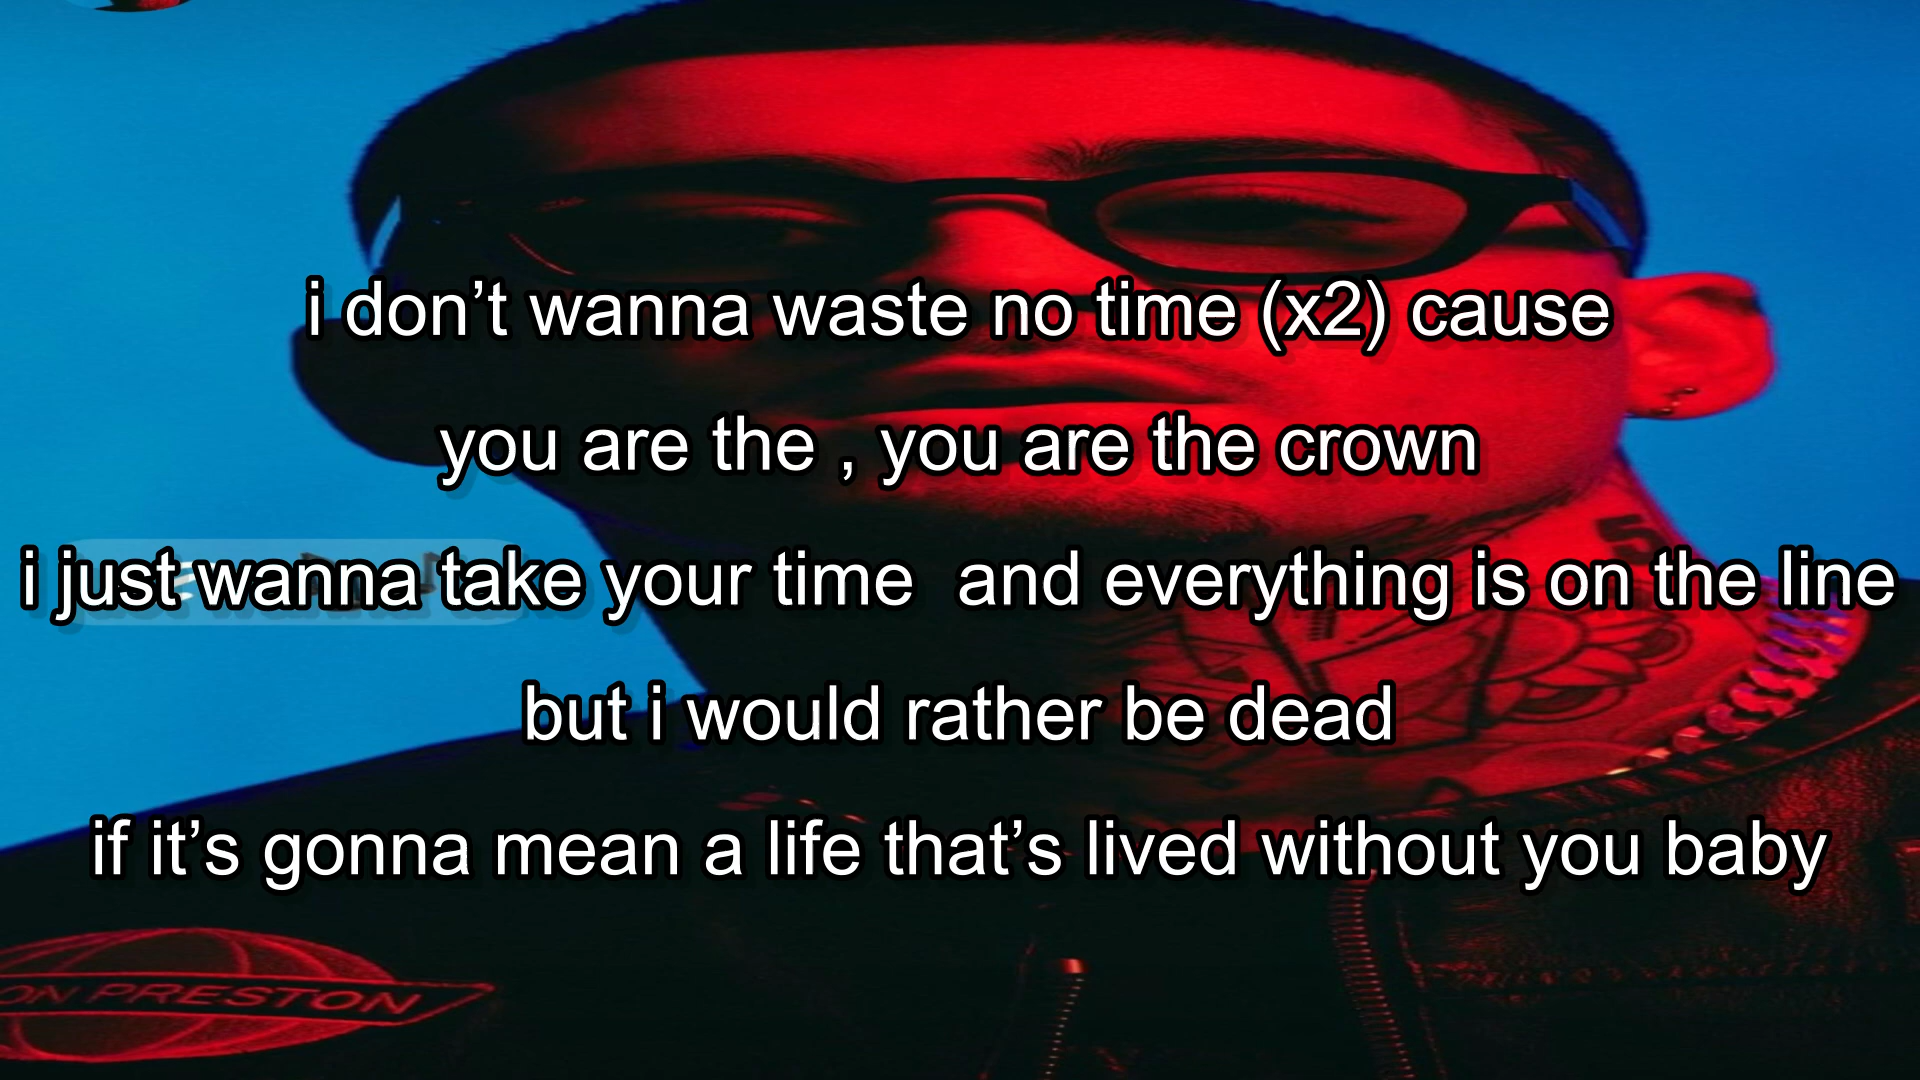 i don’t wanna waste no time (x2) cause
you are the , you are the crown
i just wanna take your time  and everything is on the line
but i would rather be dead
if it’s gonna mean a life that’s lived without you baby
ON PRESTON